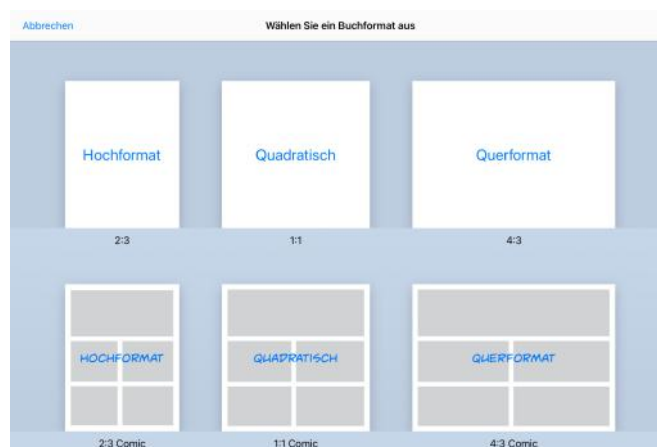 Abbrechen
Wählen Sie ein Buchformat aus
Hochformat
Quadratisch
Querformat
2:3
1:1
4:3
HOCHFORMAT
QUADRATISCH
QUERFORMAT
2:3 Comic
1:1 Comic
4:3 Comic